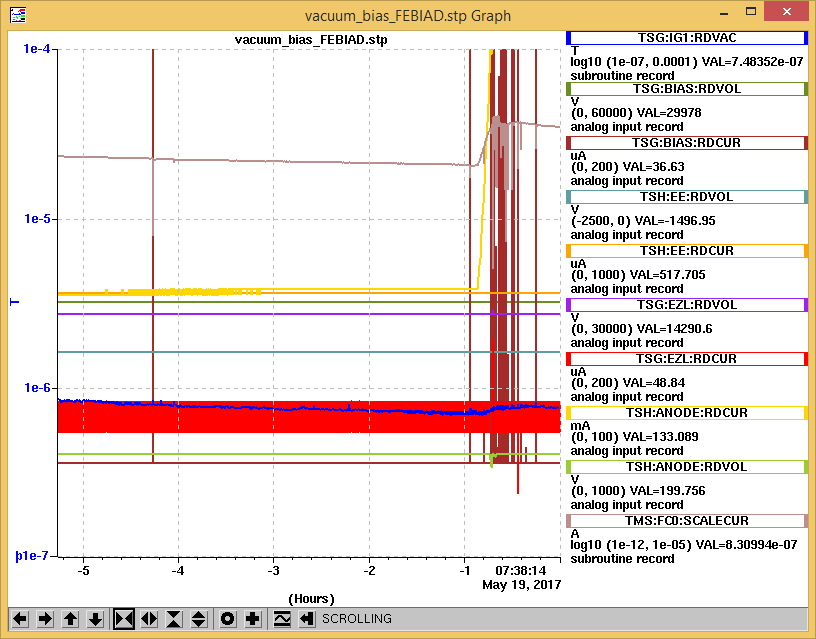 vacuum_bias_FEBIAD.stp Graph
vacuum_bias_FEBIAD.stp
1e-4
1e-5
T
1e-6
1e-7
-5
-4
-3
-2
-1
07:38:14
May 19, 2017
(Hours)
TSG:IG1:RDVAC
T
log10 (1e-07, 0.0001) VAL=7.48352e-07
subroutine record
TSG:BIAS:RDVOL
V
(0, 60000) VAL=29978
analog input record
TSG:BIAS:RDCUR
uA
(0, 200) VAL=36.63
analog input record
TSH:EE:RDVOL
V
(-2500, 0) VAL=-1496.95
analog input record
TSH:EE:RDCUR
uA
(0, 1000) VAL=517.705
analog input record
TSG:EZL:RDVOL
V
(0, 30000) VAL=14290.6
analog input record
TSG:EZL:RDCUR
uA
(0, 200) VAL=48.84
analog input record
TSH:ANODE:RDCUR
mA
(0, 100) VAL=133.089
analog input record
TSH:ANODE:RDVOL
V
(0, 1000) VAL=199.756
analog input record
TMS:FC0:SCALECUR
A
log10 (1e-12, 1e-05) VAL=8.30994e-07
subroutine record
SCROLLING